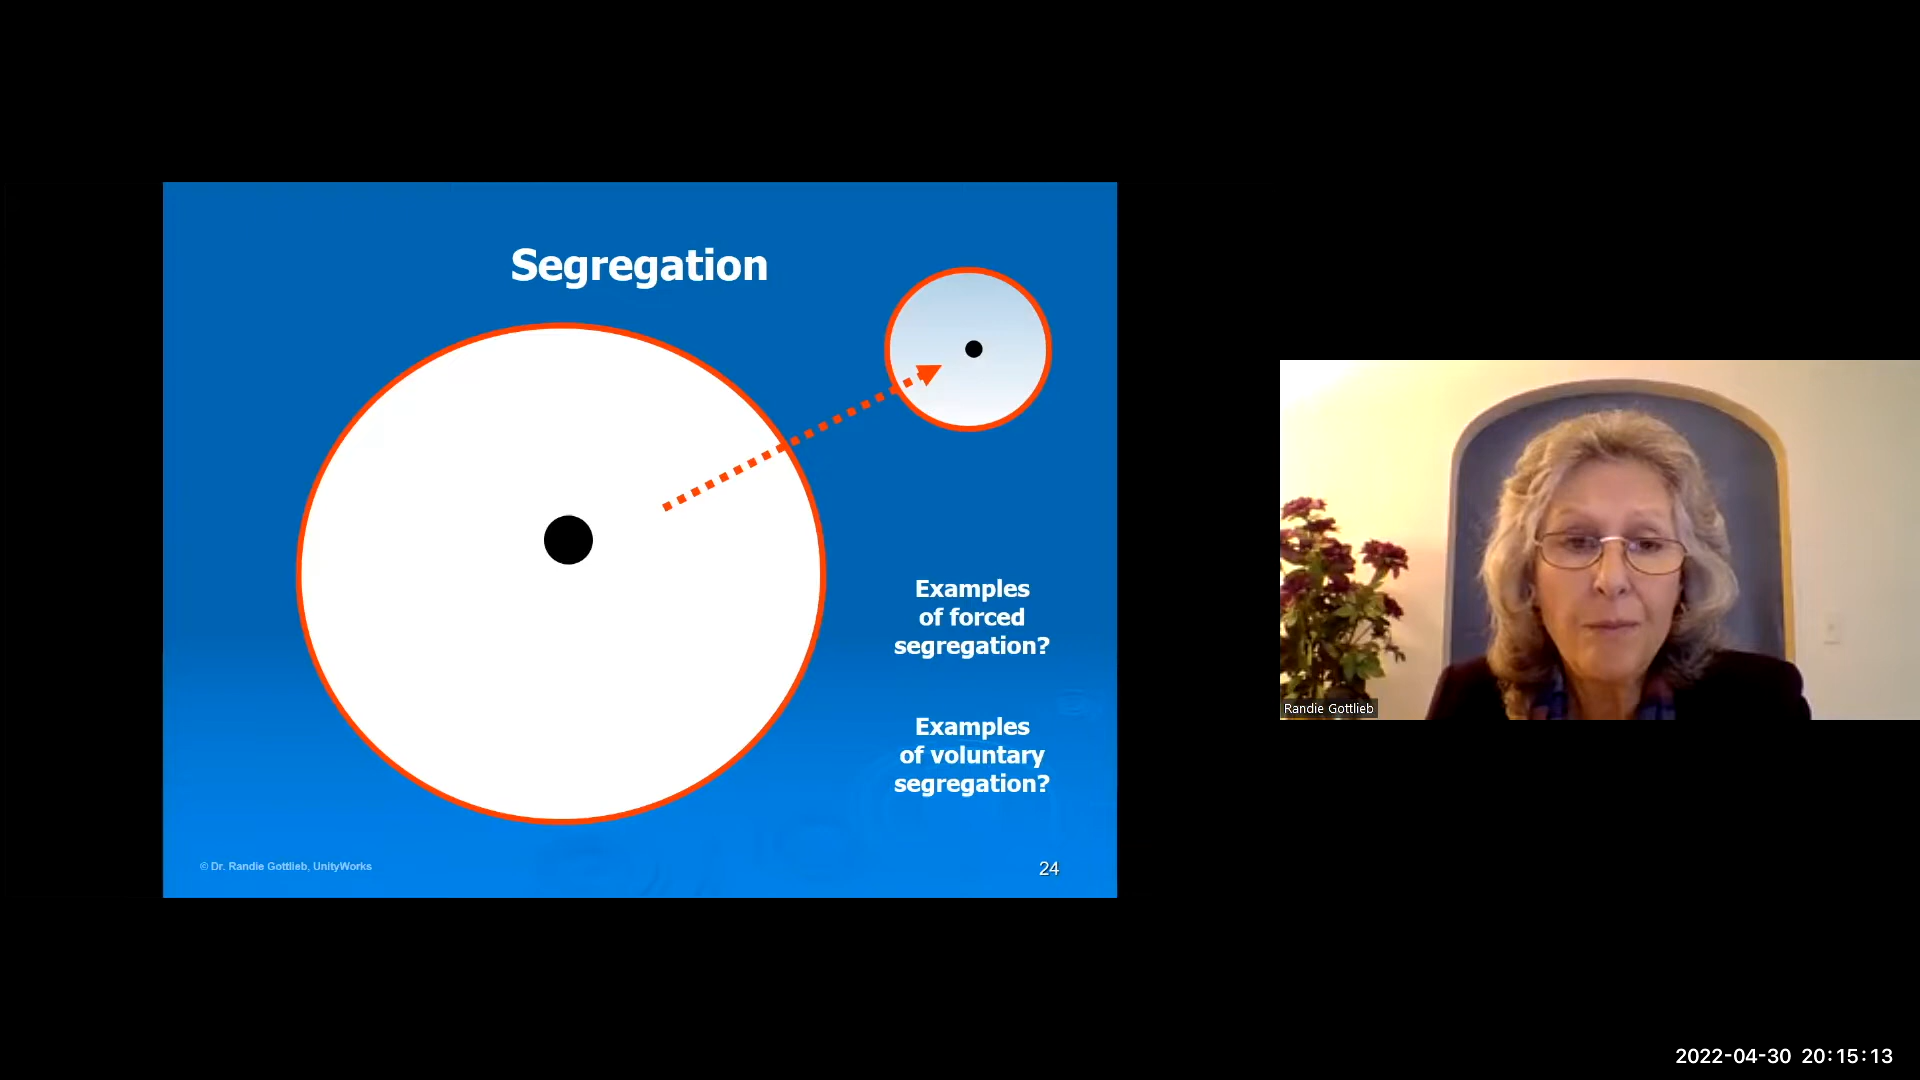 Segregation
Examples
of forced
segregation?
Examples
of voluntary
segregation?
© Dr. Randie Gottlieb, UnityWorks
24
Randie Gottlieb
2022-04-30 20:15:13